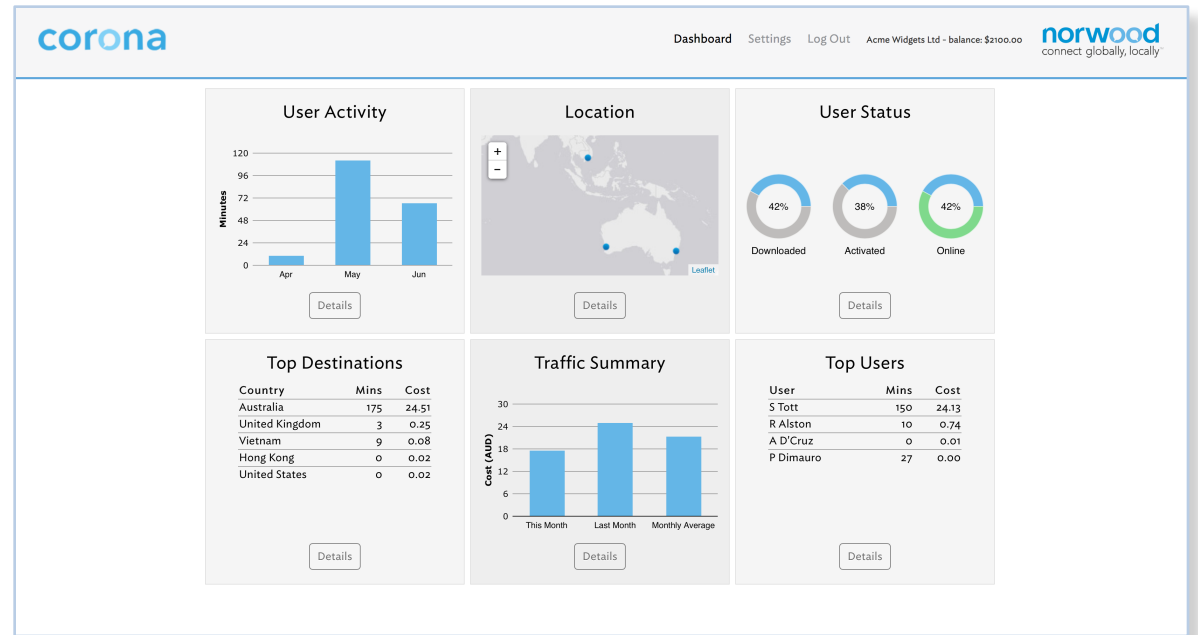 corona
Dashboard Settings Log Out Acme Widgets Ltd - balance: $2100.00
norwood
connect globally, locally™
User Activity
120
96
72
48
24
0
Minutes
Apr May Jun
Details
Location
+
−
Leaflet
Details
User Status
42% 38% 42%
Downloaded Activated Online
Details
Top Destinations
Country Mins Cost
Australia 175 24.51
United Kingdom 3 0.25
Vietnam 9 0.08
Hong Kong 0 0.02
United States 0 0.02
Details
Traffic Summary
30
24
18
12
6
0
Cost (AUD)
This Month Last Month Monthly Average
Details
Top Users
User Mins Cost
S Tott 150 24.13
R Alston 10 0.74
A D'Cruz 0 0.01
P Dimauro 27 0.00
Details